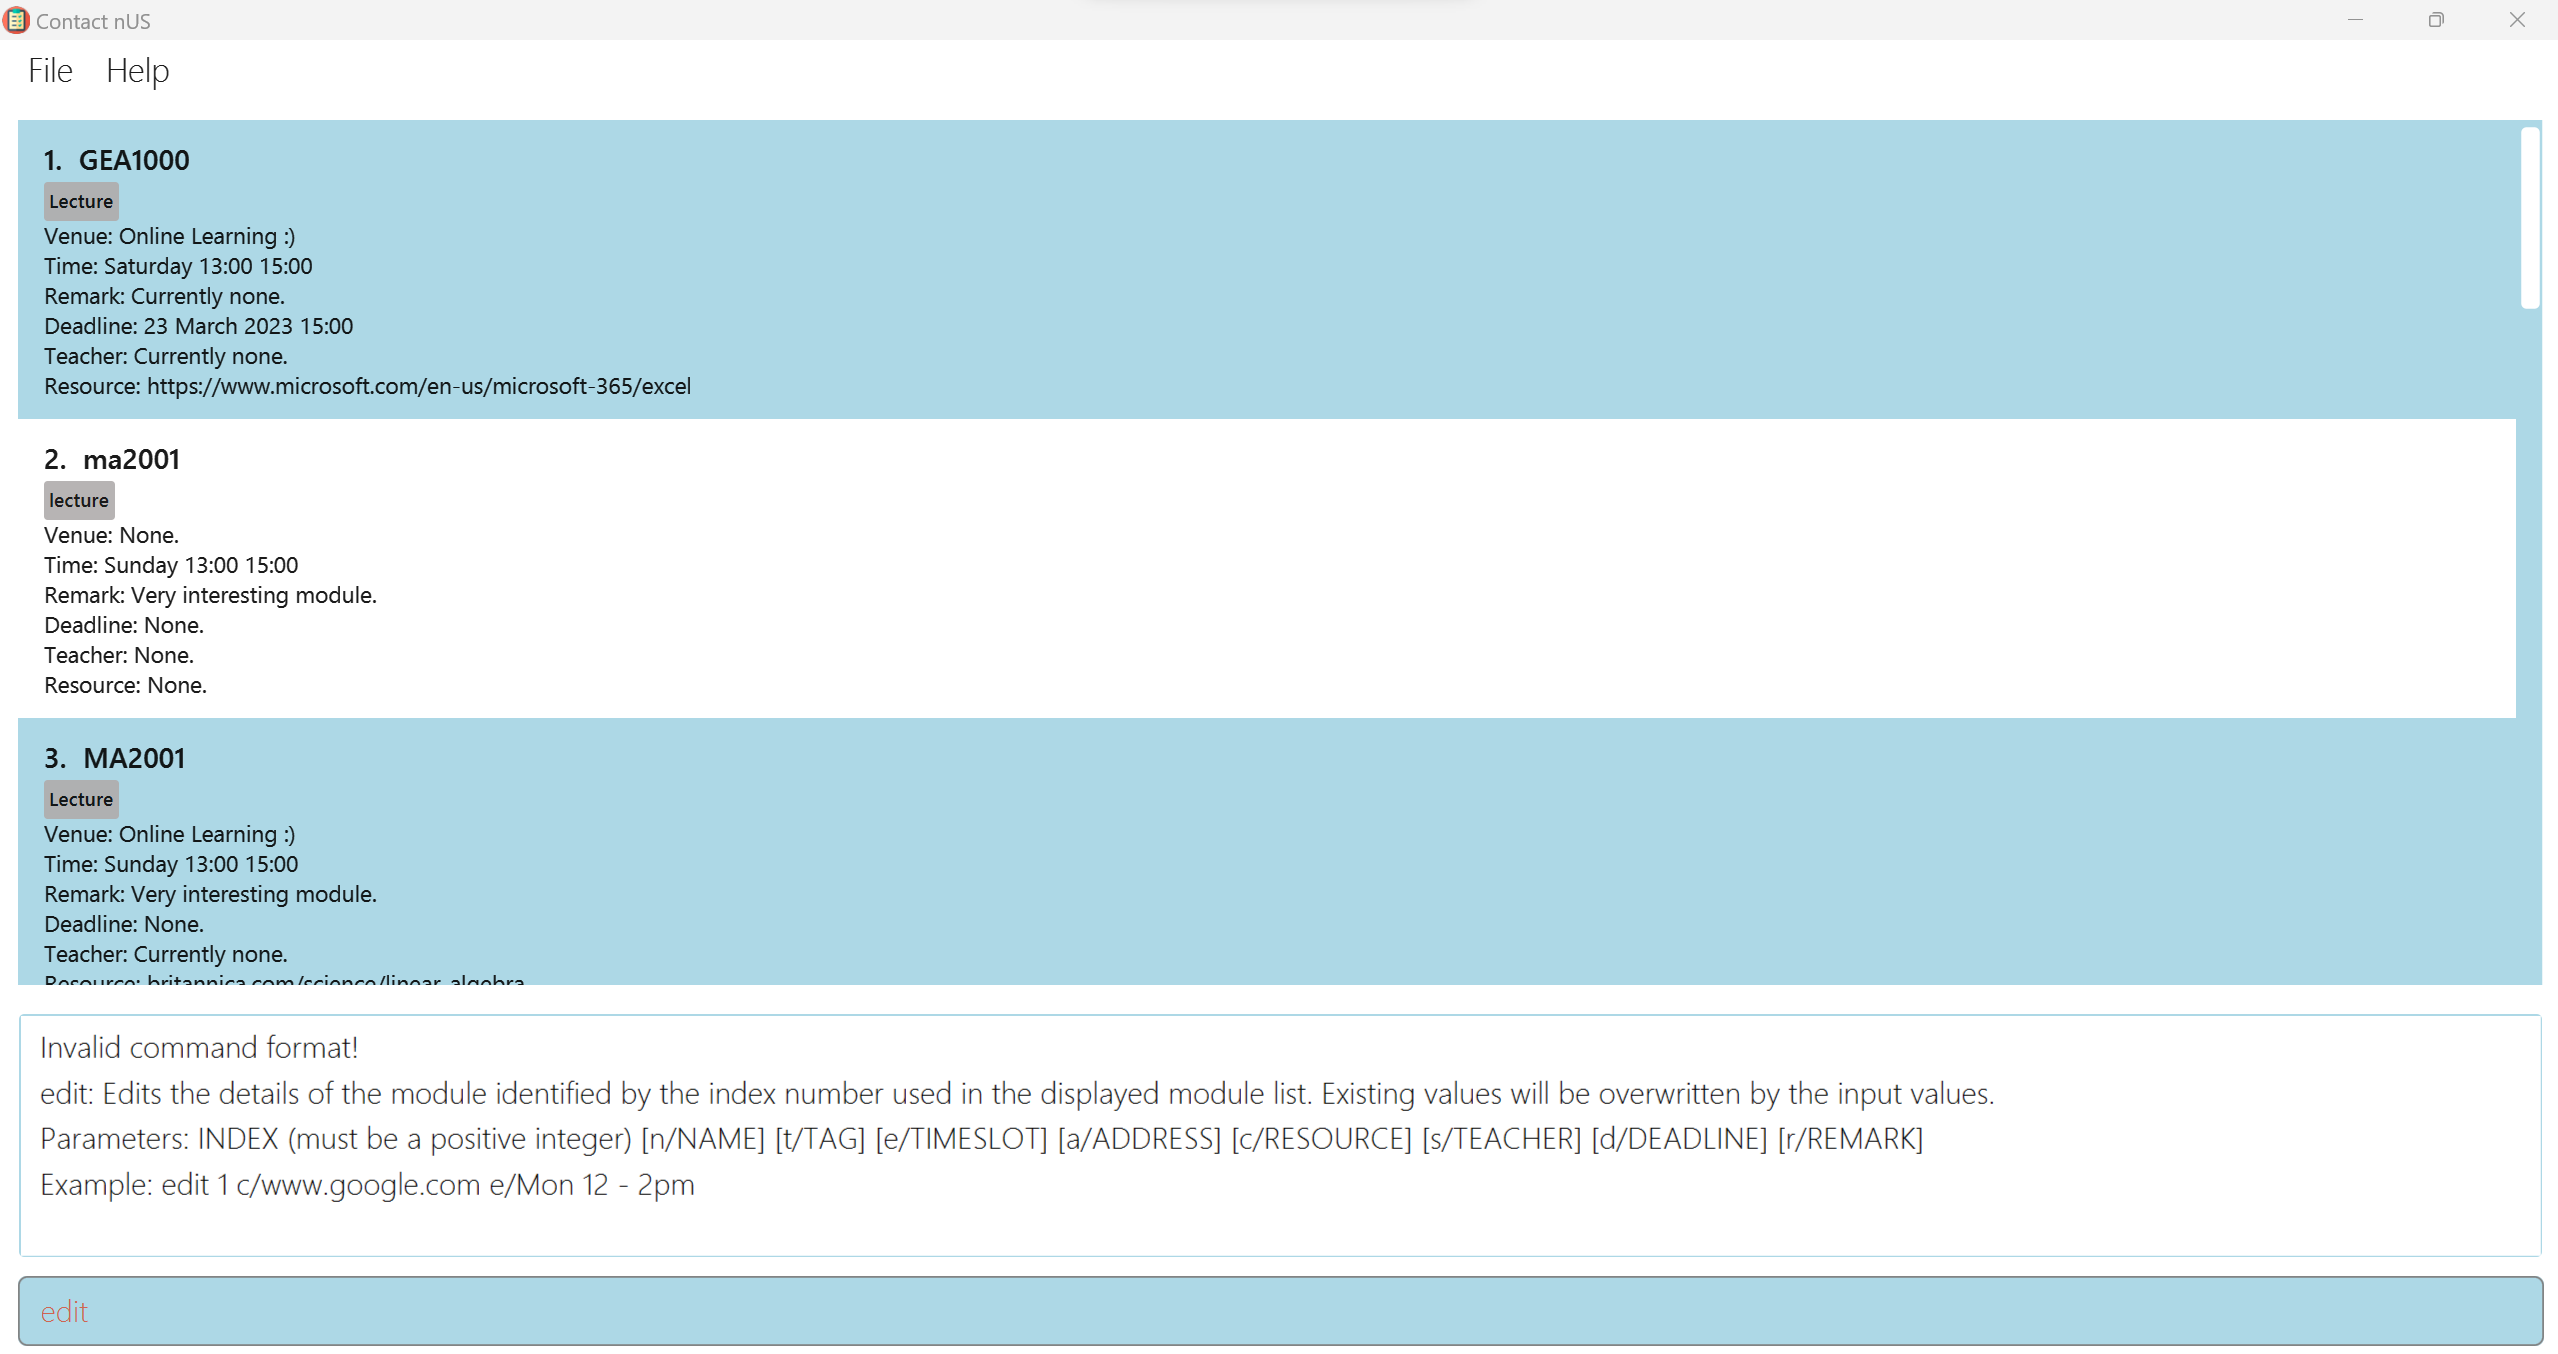 Contact nUS
File Help
1. GEA1000
Lecture
Venue: Online Learning :)
Time: Saturday 13:00 15:00
Remark: Currently none.
Deadline: 23 March 2023 15:00
Teacher: Currently none.
Resource: https://www.microsoft.com/en-us/microsoft-365/excel
2. ma2001
lecture
Venue: None.
Time: Sunday 13:00 15:00
Remark: Very interesting module.
Deadline: None.
Teacher: None.
Resource: None.
3. MA2001
Lecture
Venue: Online Learning :)
Time: Sunday 13:00 15:00
Remark: Very interesting module.
Deadline: None.
Teacher: Currently none.
Resource: britannica.com/science/linear-algebra
Invalid command format!
edit: Edits the details of the module identified by the index number used in the displayed module list. Existing values will be overwritten by the input values.
Parameters: INDEX (must be a positive integer) [n/NAME] [t/TAG] [e/TIMESLOT] [a/ADDRESS] [c/RESOURCE] [s/TEACHER] [d/DEADLINE] [r/REMARK]
Example: edit 1 c/www.google.com e/Mon 12 - 2pm
edit